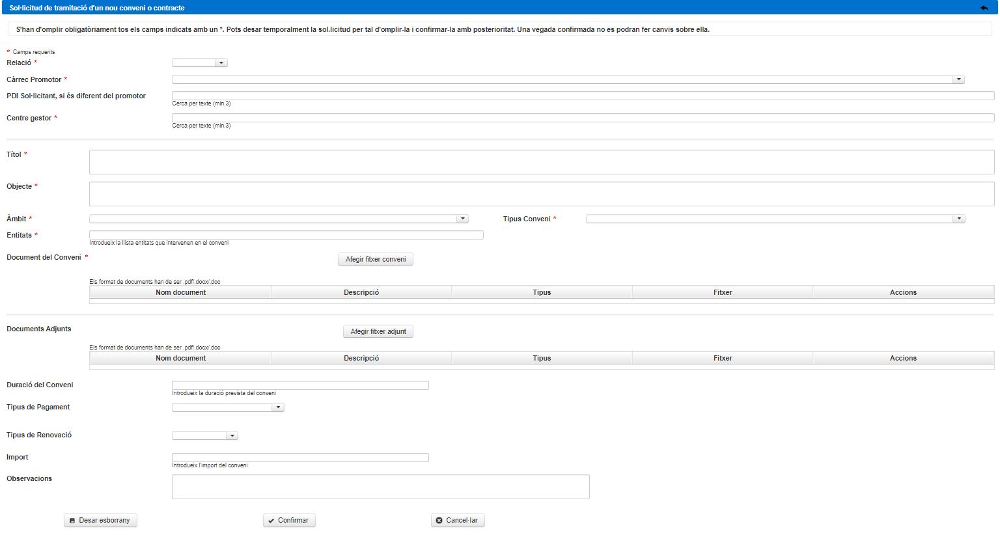 Sol·licitud de tramitació d'un nou conveni o contracte
S'han d'omplir obligatòriament tos els camps indicats amb un *. Pots desar temporalment la sol.licitud per tal d'omplir-la i confirmar-la amb posterioritat. Una vegada confirmada no es podran fer canvis sobre ella.
* Camps requerits
Relació *
Càrrec Promotor *
PDI Sol·licitant, si és diferent del promotor
Cerca per texte (min.3)
Centre gestor *
Cerca per texte (min.3)
Títol *
Objecte *
Àmbit * Tipus Conveni *
Entitats *
Introdueix la llista entitats que intervenen en el conveni
Document del Conveni * Afegir fitxer conveni
Els format de documents han de ser .pdf/.docx/.doc
Nom document Descripció Tipus Fitxer Accions
Documents Adjunts Afegir fitxer adjunt
Els format de documents han de ser .pdf/.docx/.doc
Nom document Descripció Tipus Fitxer Accions
Duració del Conveni
Introdueix la duració prevista del conveni
Tipus de Pagament
Tipus de Renovació
Import
Introdueix l'import del conveni
Observacions
Desar esborrany Confirmar Cancel·lar